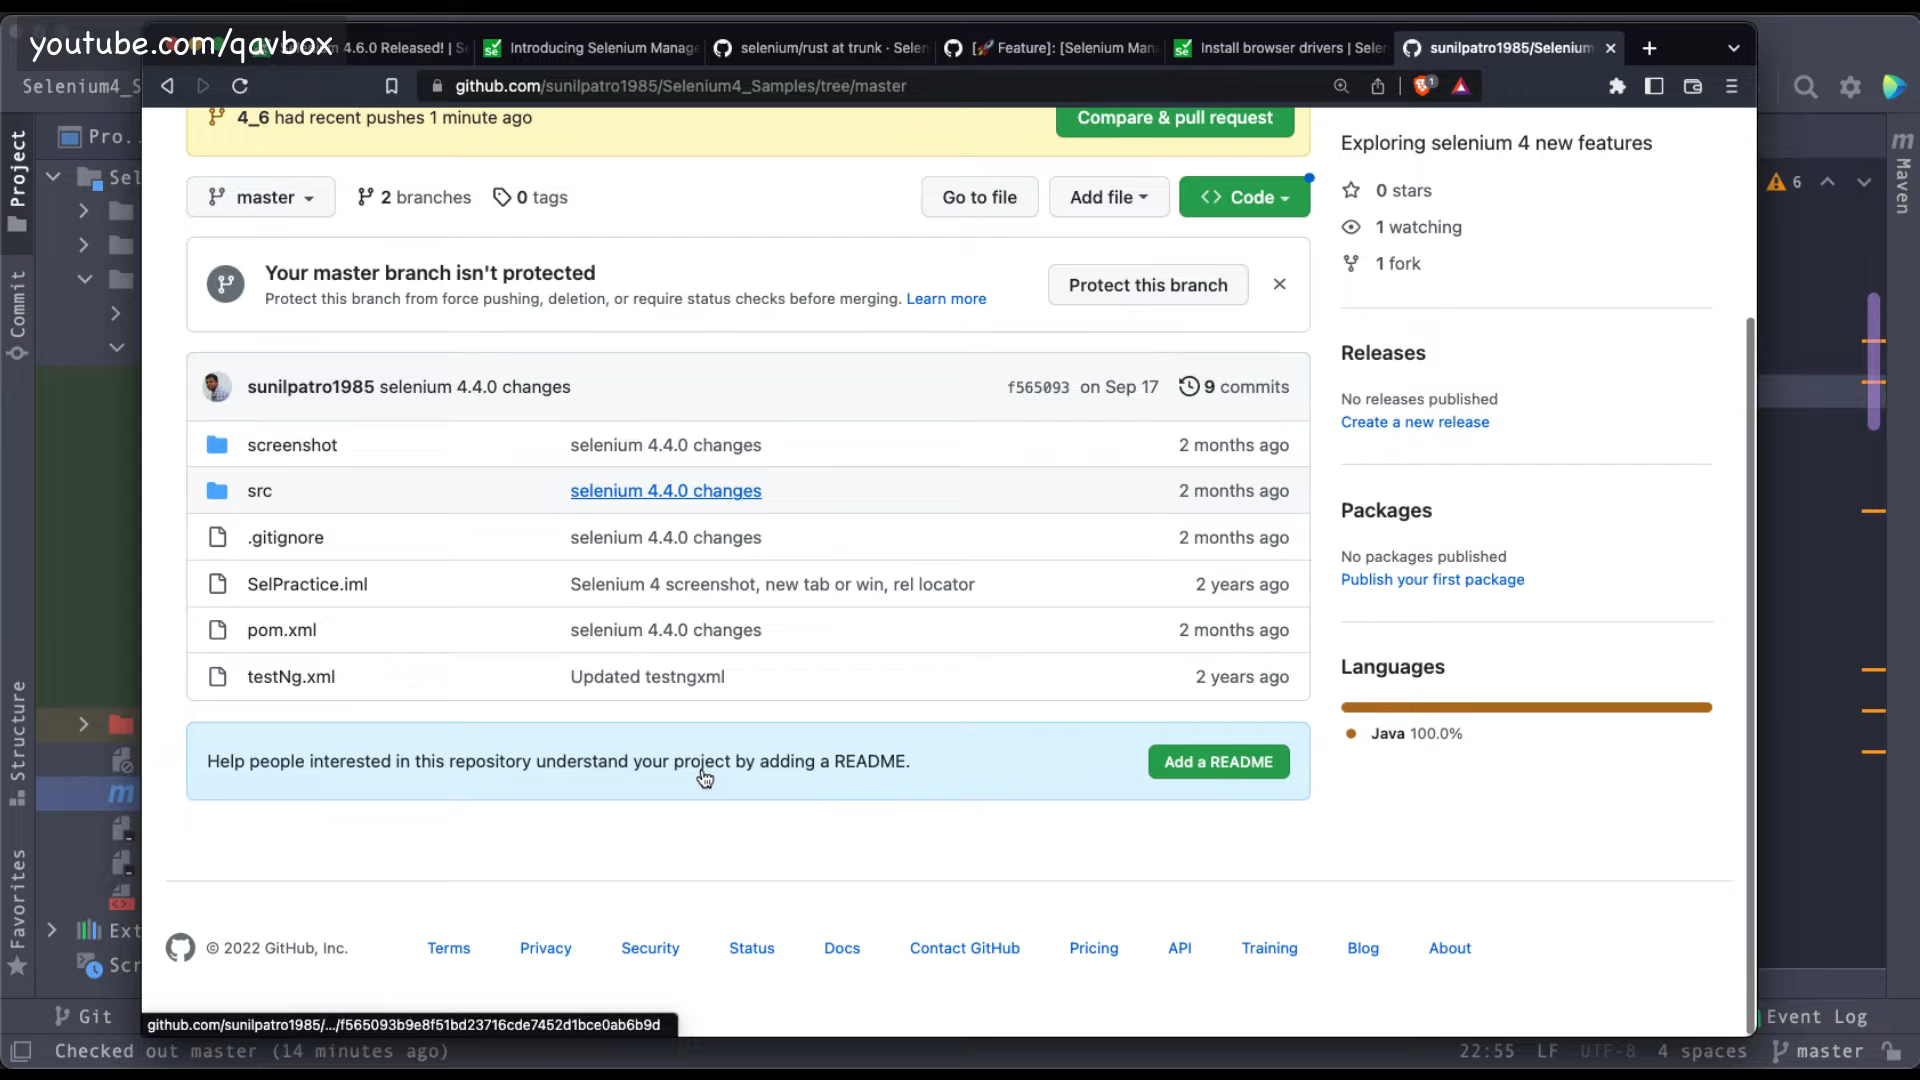 youtube.com/qavbox
4.6.0 Released! | S
Introducing Selenium Manage
selenium/rust at trunk · Selen
[🚀 Feature]: [Selenium Man
Install browser drivers | Selen
sunilpatro1985/Selenium
Selenium4_S
github.com/sunilpatro1985/Selenium4_Samples/tree/master
1
4_6 had recent pushes 1 minute ago
Compare & pull request
Exploring selenium 4 new features
Project
Pro..
Maven
master
2 branches
0 tags
Go to file
Add file
<> Code
0 stars
1 watching
1 fork
Sel
6
Your master branch isn't protected
Protect this branch from force pushing, deletion, or require status checks before merging. Learn more
Protect this branch
Commit
Releases
No releases published
Create a new release
sunilpatro1985 selenium 4.4.0 changes
f565093 on Sep 17
9 commits
screenshot
selenium 4.4.0 changes
2 months ago
src
selenium 4.4.0 changes
2 months ago
Packages
No packages published
Publish your first package
.gitignore
selenium 4.4.0 changes
2 months ago
SelPractice.iml
Selenium 4 screenshot, new tab or win, rel locator
2 years ago
pom.xml
selenium 4.4.0 changes
2 months ago
testNg.xml
Updated testngxml
2 years ago
Languages
Java 100.0%
Structure
Help people interested in this repository understand your project by adding a README.
Add a README
m
Favorites
Ext
Scr
© 2022 GitHub, Inc.
Terms
Privacy
Security
Status
Docs
Contact GitHub
Pricing
API
Training
Blog
About
Git
github.com/sunilpatro1985/.../f565093b9e8f51bd23716cde7452d1bce0ab6b9d
Event Log
Checked out master (14 minutes ago)
22:55
LF
UTF-8
4 spaces
master